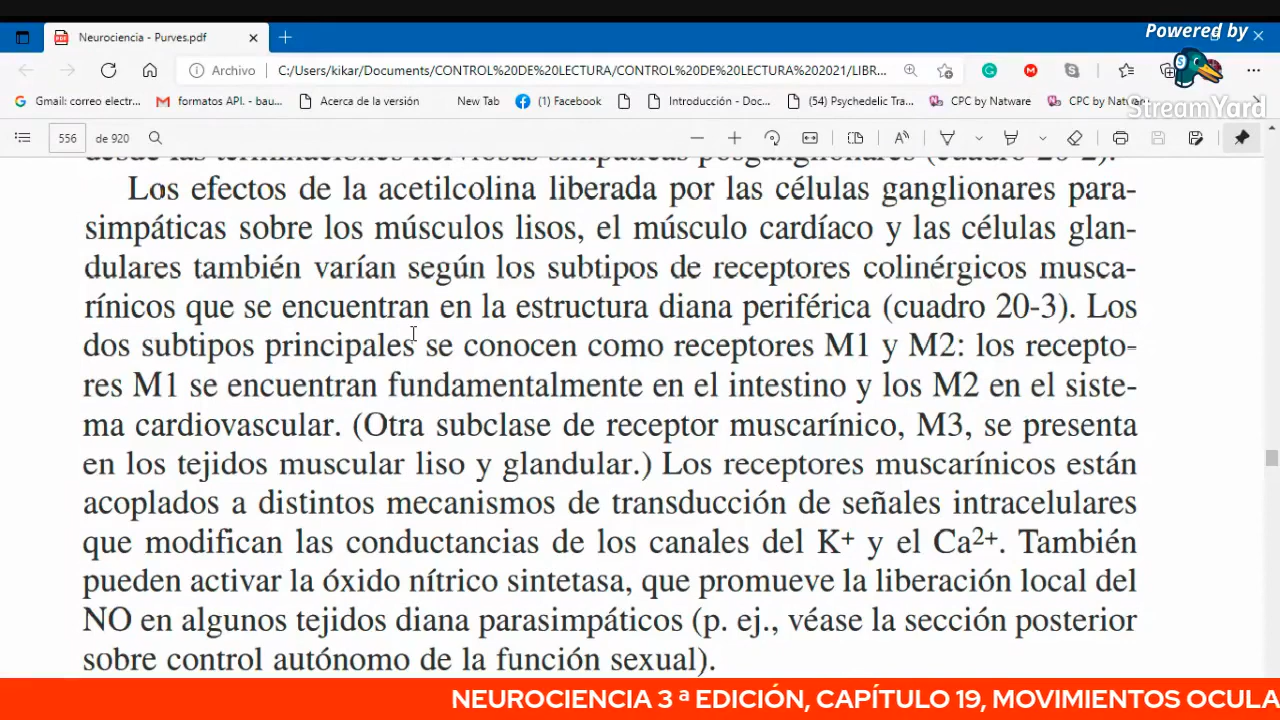 Powered by
Neurociencia - Purves.pdf
Archivo
C:/Users/kikar/Documents/CONTROL%20DE%20LECTURA/CONTROL%20DE%20LECTURA%202021/LIBR...
Gmail: correo electr...
formatos API. - bau...
Acerca de la versión
New Tab
(1) Facebook
Introducción - Doc...
(54) Psychedelic Tra...
CPC by Natware
CPC by Natware
StreamYard
556
de 920
desde las terminaciones nerviosas simpáticas posganglionares (cuadro 20-2).
Los efectos de la acetilcolina liberada por las células ganglionares para-
simpáticas sobre los músculos lisos, el músculo cardíaco y las células glan-
dulares también varían según los subtipos de receptores colinérgicos musca-
rínicos que se encuentran en la estructura diana periférica (cuadro 20-3). Los
dos subtipos principales se conocen como receptores M1 y M2: los recepto-
res M1 se encuentran fundamentalmente en el intestino y los M2 en el siste-
ma cardiovascular. (Otra subclase de receptor muscarínico, M3, se presenta
en los tejidos muscular liso y glandular.) Los receptores muscarínicos están
acoplados a distintos mecanismos de transducción de señales intracelulares
que modifican las conductancias de los canales del K+ y el Ca2+. También
pueden activar la óxido nítrico sintetasa, que promueve la liberación local del
NO en algunos tejidos diana parasimpáticos (p. ej., véase la sección posterior
sobre control autónomo de la función sexual).
NEUROCIENCIA 3 ª EDICIÓN, CAPÍTULO 19, MOVIMIENTOS OCULA